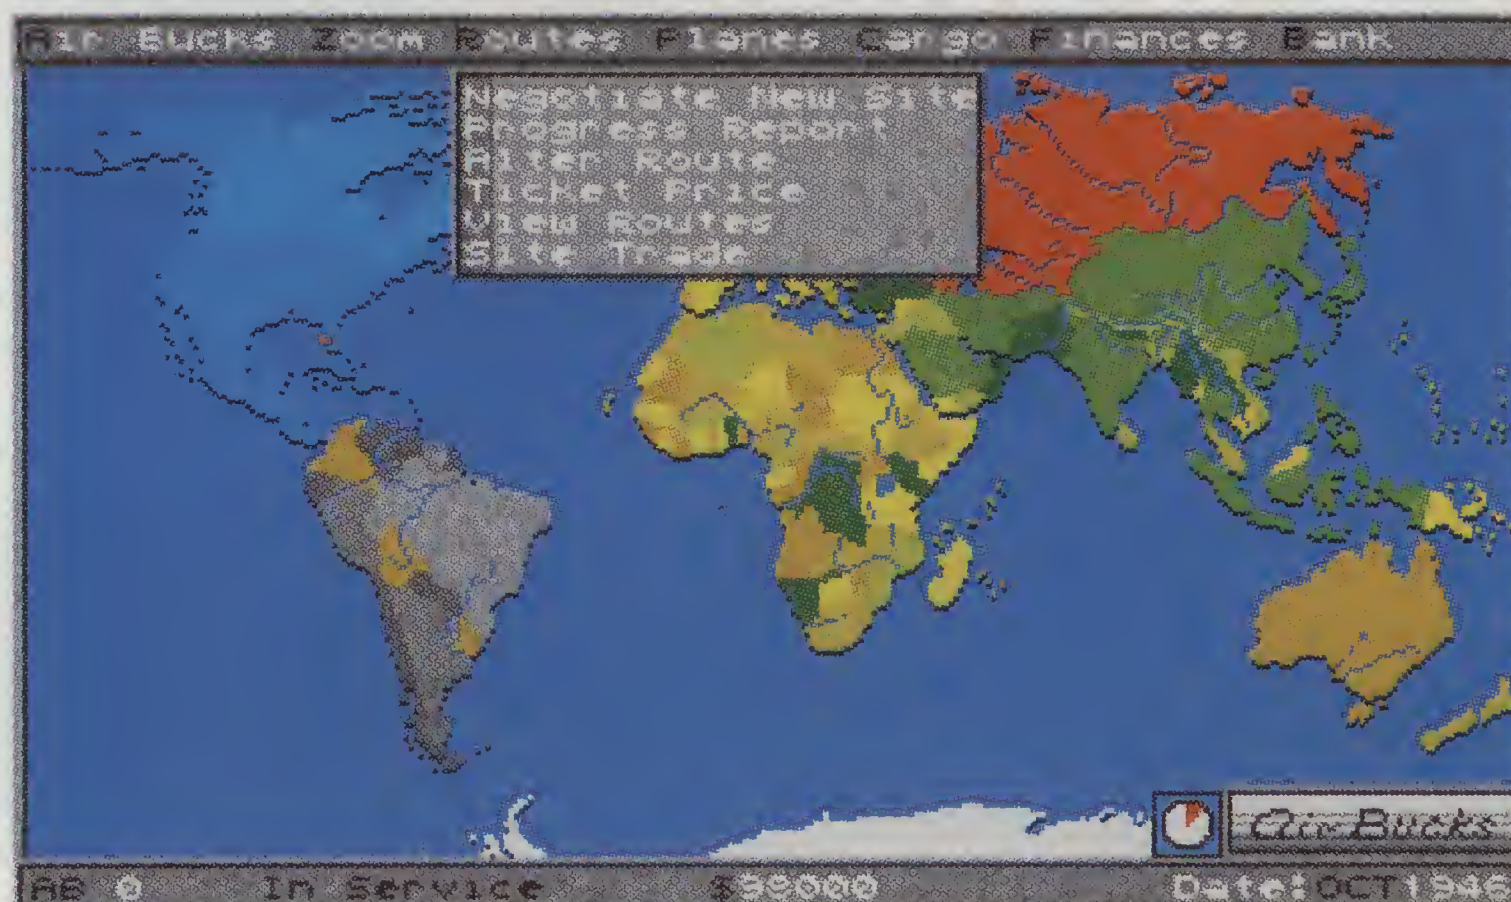 Air Bucks Zoom Routes Planes Cargo Finances Bank
Negotiate New Site
Progress Report
Alter Route
Ticket Price
View Routes
Site Trade
Air Bucks
AB 0 In Service $90000 Date: OCT 1946